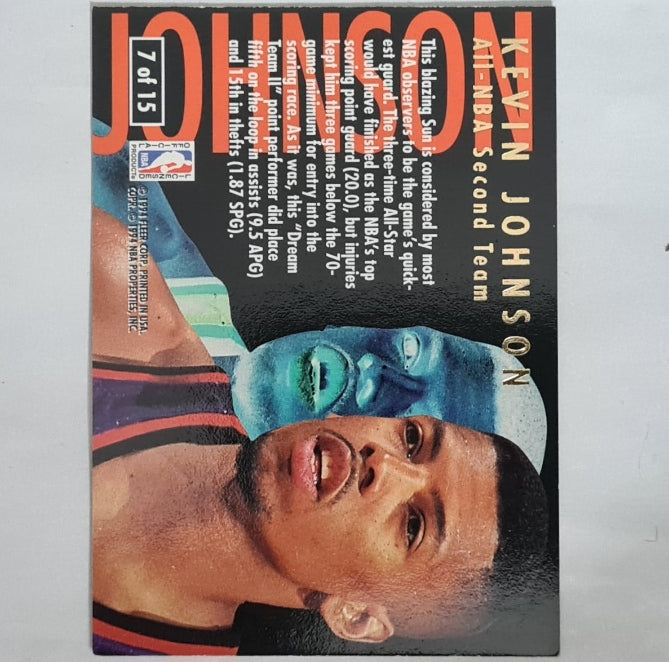 JOHNSON
KEVIN JOHNSON
All-NBA Second Team
This blazing Sun is considered by most
NBA observers to be the game's quick-
est guard. The three-time All-Star
would have finished as the NBA's top
scoring point guard (20.0), but injuries
kept him three games below the 70-
game minimum for entry into the
scoring race. As it was, this "Dream
Team II" point performer did place
fifth on the loop in assists (9.5 APG)
and 15th in thefts (1.87 SPG).
7 of 15
OFFICIAL LICENSED
NBA
PRODUCT
© 1994 FLEER CORP. PRINTED IN USA
COPR. © 1994 NBA PROPERTIES, INC.